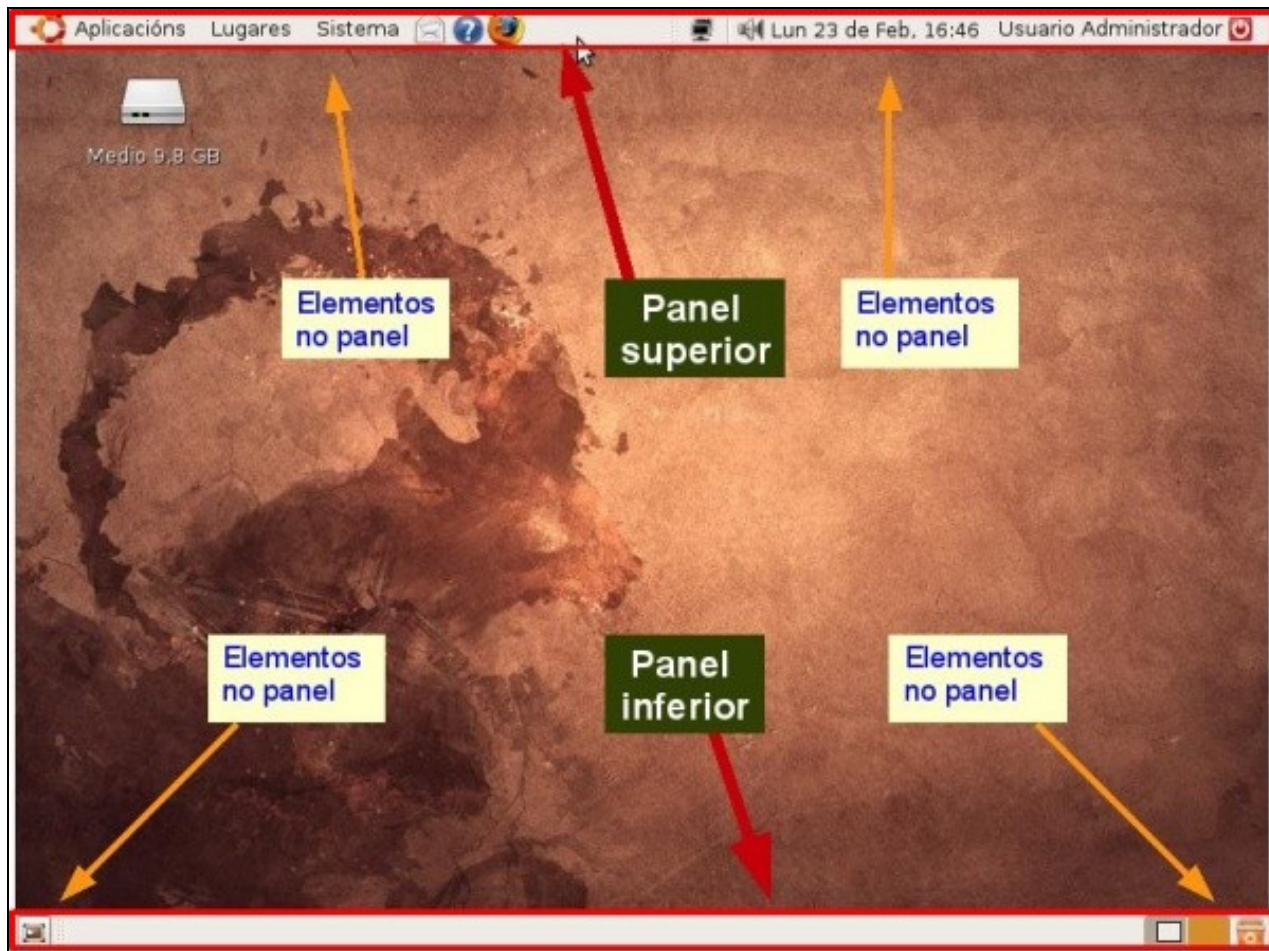 Aplicacións Lugares Sistema Lun 23 de Feb, 16:46 Usuario Administrador
Medio 9,8 GB
Elementos
no panel
Panel
superior
Elementos
no panel
Elementos
no panel
Panel
inferior
Elementos
no panel